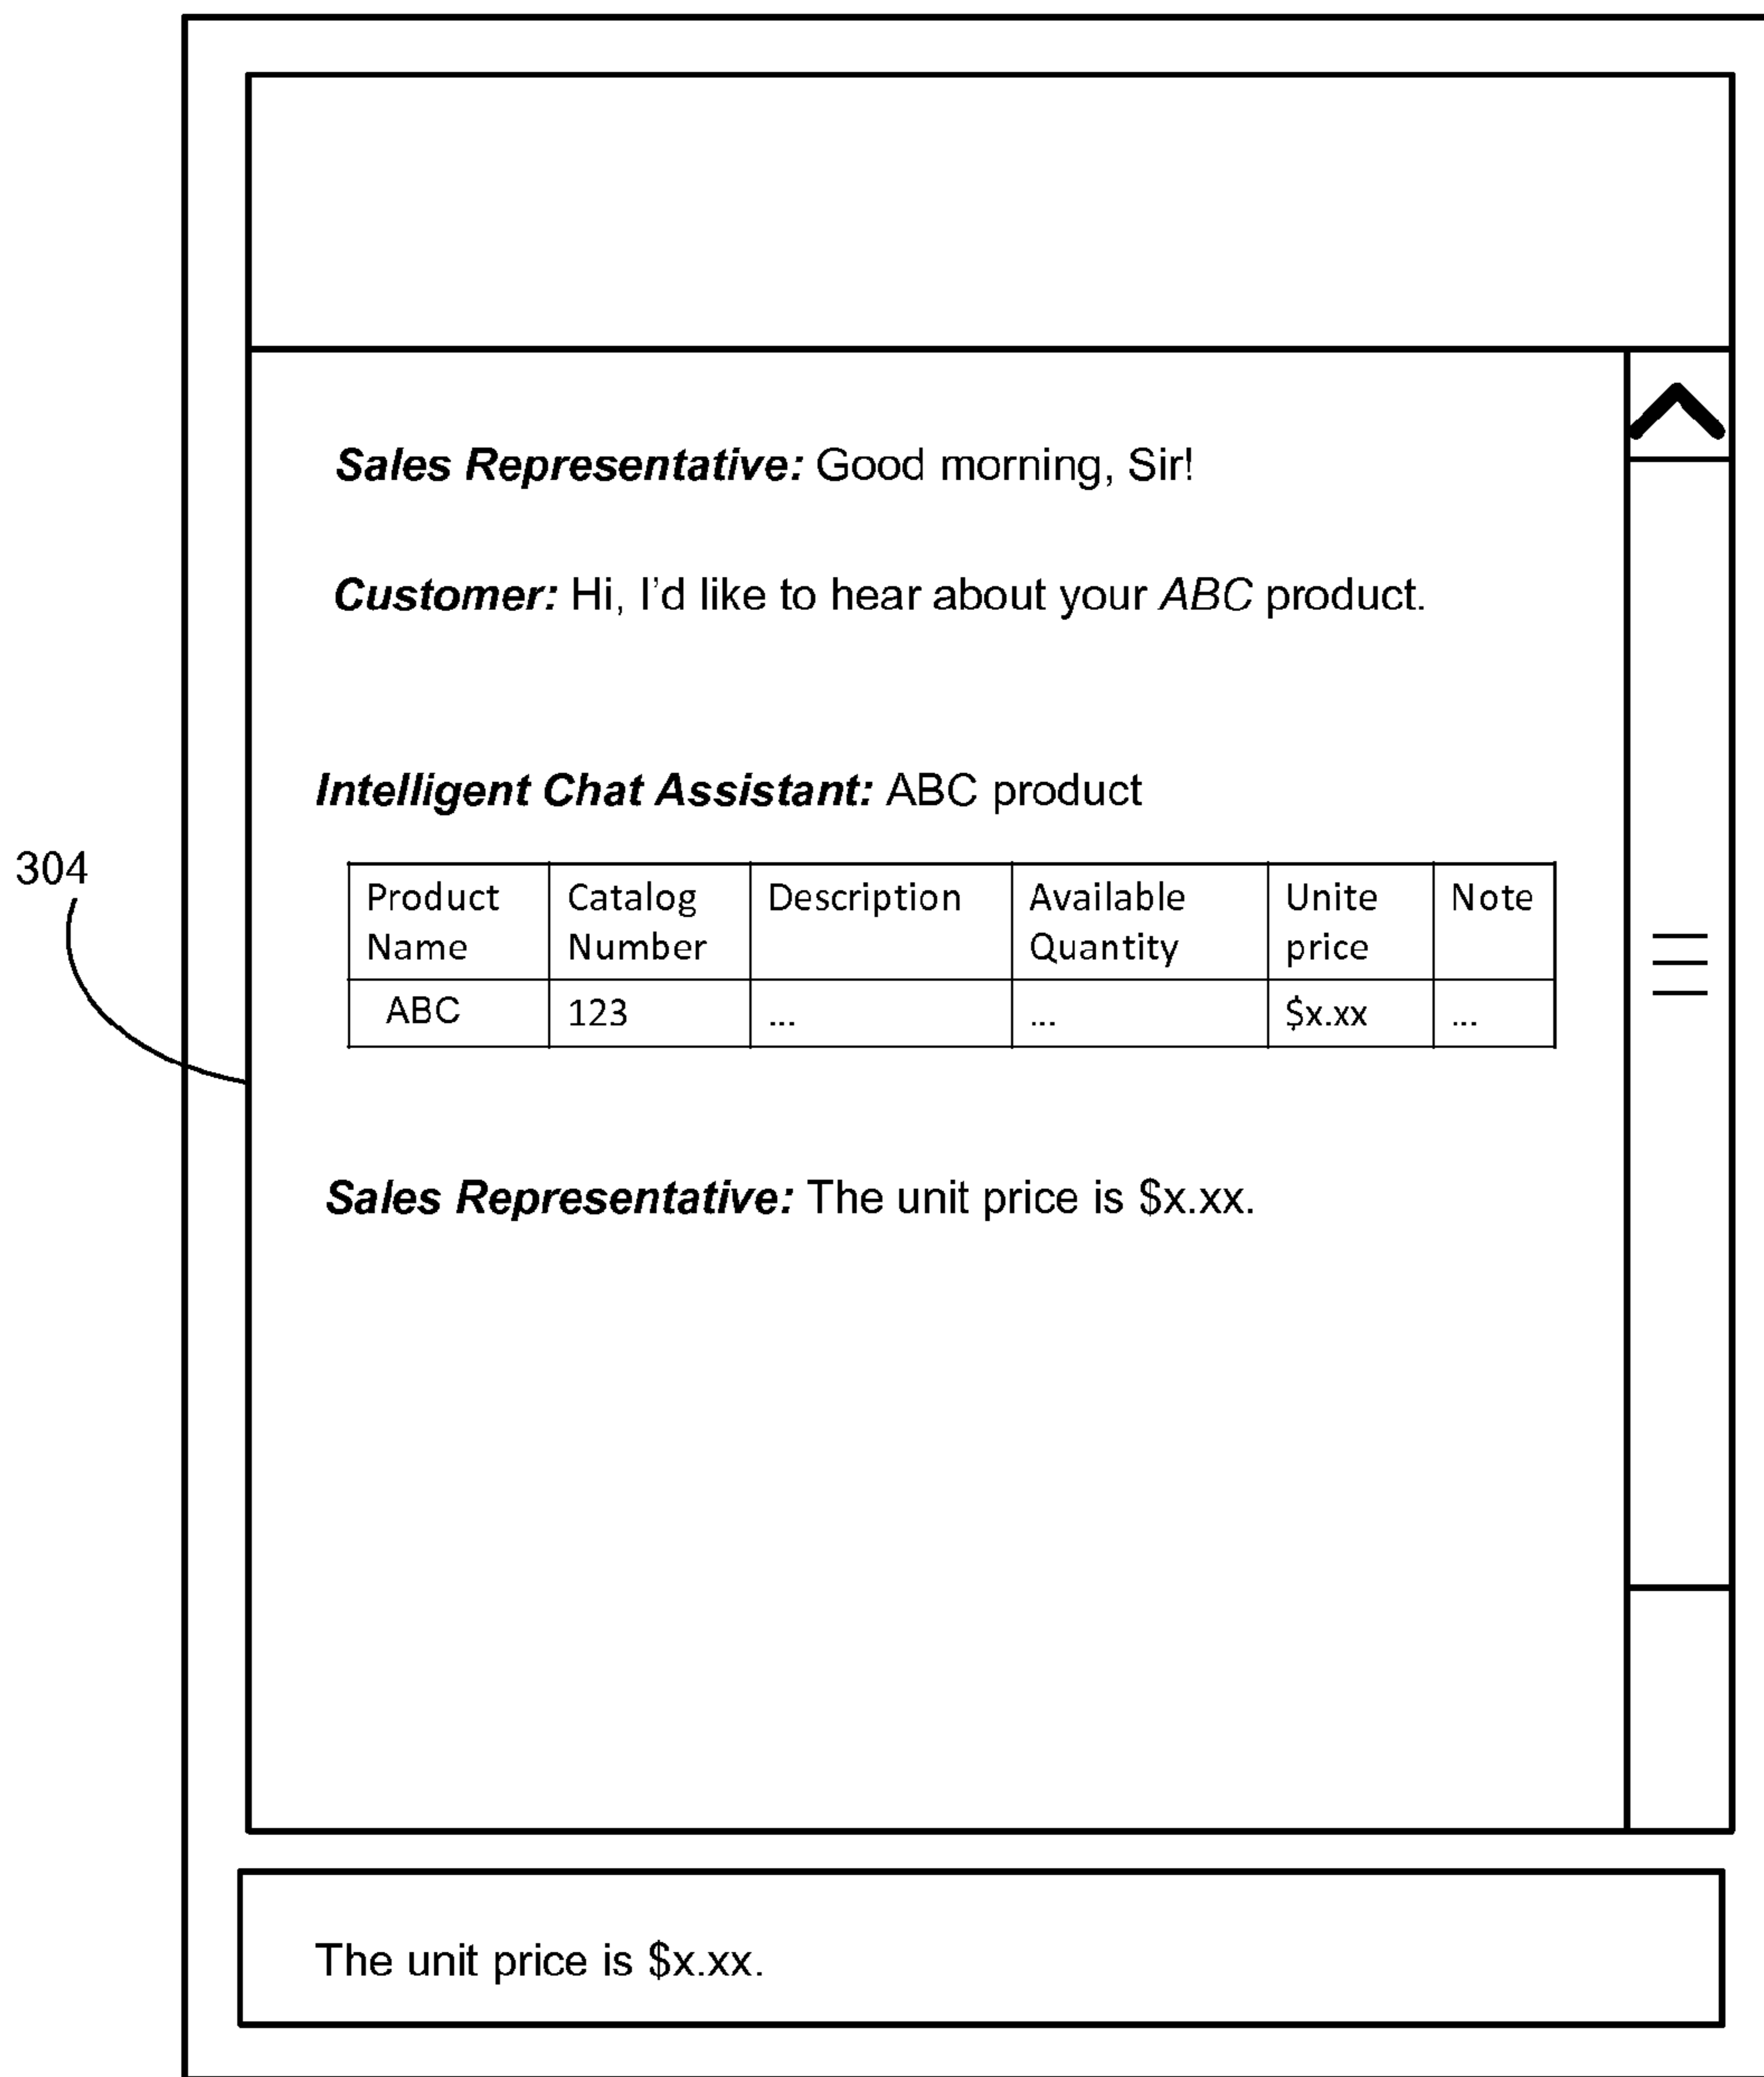 Sales Representative: Good morning, Sir!
Customer: Hi, I'd like to hear about your ABC product.
Intelligent Chat Assistant: ABC product
304
Product Name Catalog Number Description Available Quantity Unite price Note
ABC 123 ... ... $x.xx ...
Sales Representative: The unit price is $x.xx.
The unit price is $x.xx.